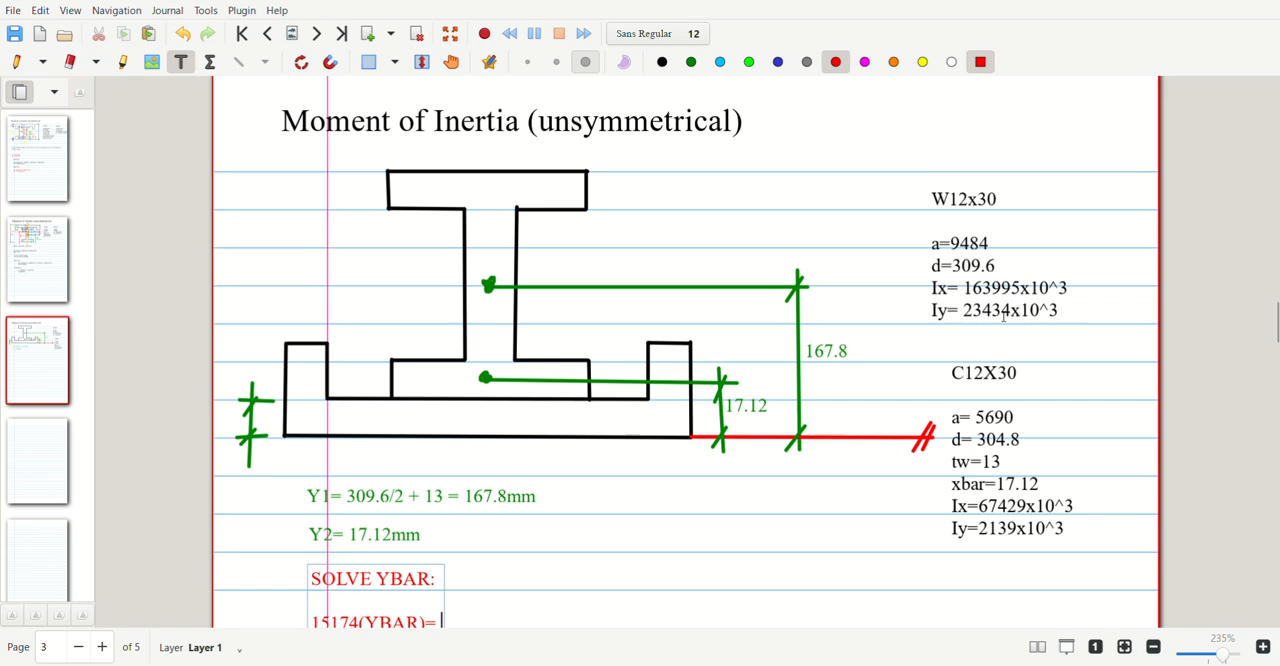 File Edit View Navigation Journal Tools Plugin Help
Sans Regular 12
Moment of Inertia (unsymmetrical)
W12x30
a=9484
d=309.6
Ix= 163995x10^3
Iy= 23434x10^3
167.8
C12X30
17.12
a= 5690
d= 304.8
tw=13
xbar=17.12
Ix=67429x10^3
Iy=2139x10^3
Y1= 309.6/2 + 13 = 167.8mm
Y2= 17.12mm
SOLVE YBAR:
15174(YBAR)=
Page 3 of 5 Layer Layer 1
235%